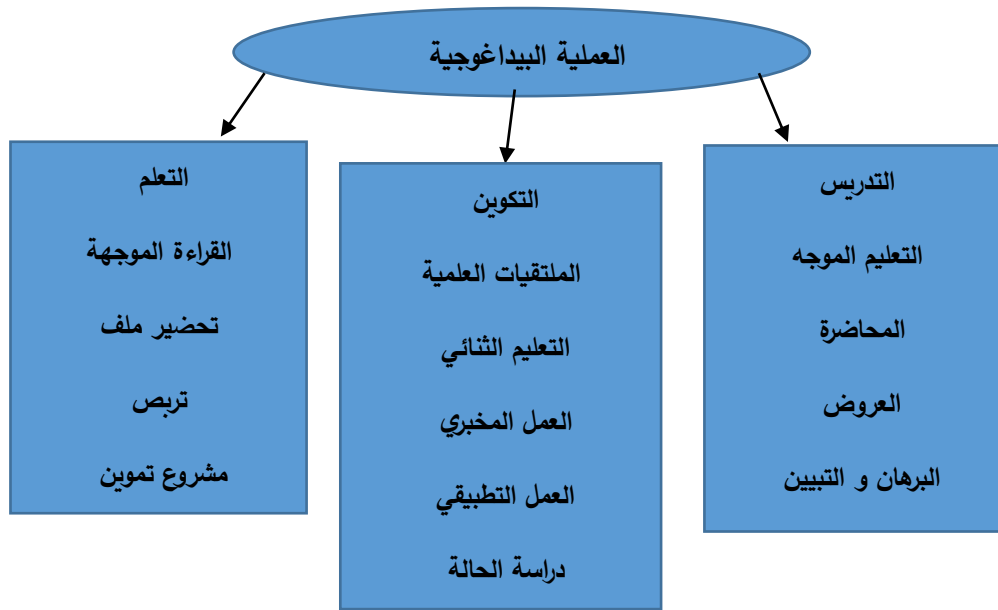 العملية البيداغوجية
التدريس
التعليم الموجه
المحاضرة
العروض
البرهان و التبيين
التكوين
الملتقيات العلمية
التعليم الثنائي
العمل المخبري
العمل التطبيقي
دراسة الحالة
التعلم
القراءة الموجهة
تحضير ملف
تربص
مشروع تموين